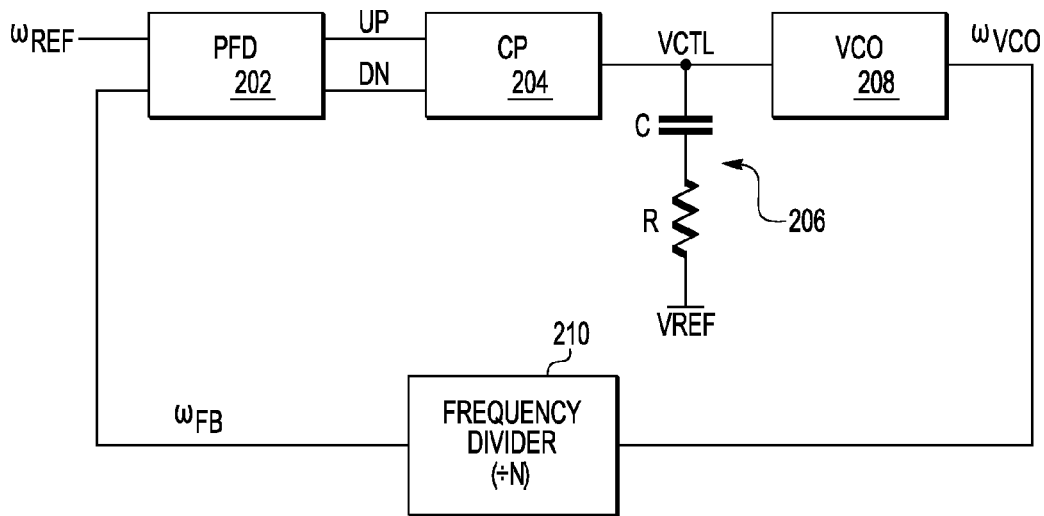 UP
ωREF
PFD
202
DN
CP
204
VCTL
VCO
208
ωVCO
C
R
206
VREF
210
ωFB
FREQUENCY
DIVIDER
(÷N)